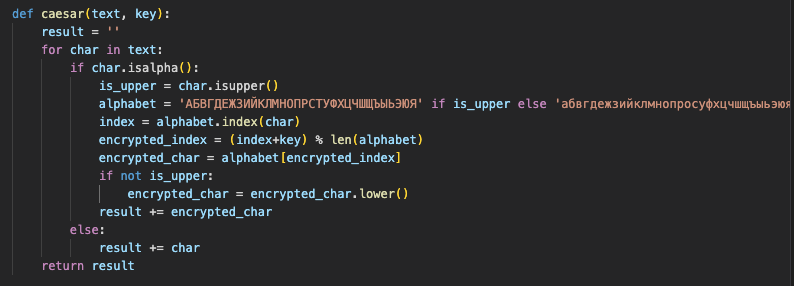 def caesar(text, key):
    result = ''
    for char in text:
        if char.isalpha():
            is_upper = char.isupper()
            alphabet = 'АБВГДЕЖЗИЙКЛМНОПРСТУФХЦЧШЩЪЫЬЭЮЯ' if is_upper else 'абвгдежзийклмнопросуфхцчшщъыьэюя
            index = alphabet.index(char)
            encrypted_index = (index+key) % len(alphabet)
            encrypted_char = alphabet[encrypted_index]
            if not is_upper:
                encrypted_char = encrypted_char.lower()
            result += encrypted_char
        else:
            result += char
    return result